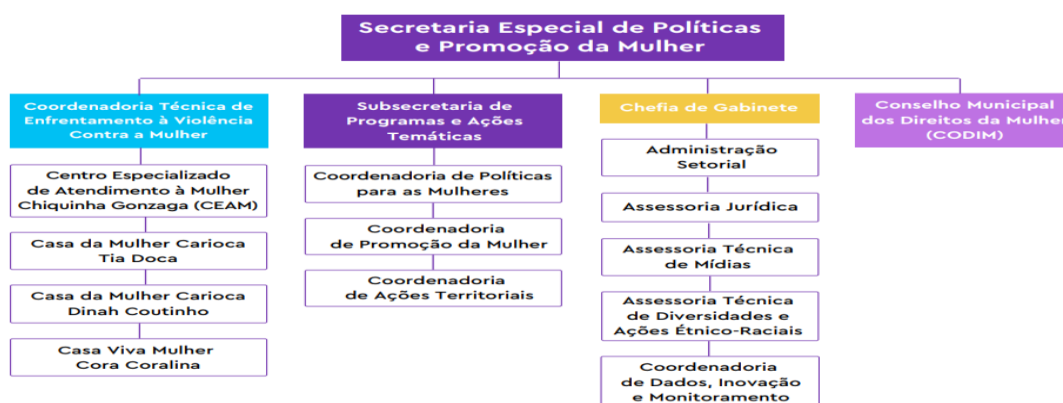 Secretaria Especial de Políticas
e Promoção da Mulher
Coordenadoria Técnica de
Enfrentamento à Violência
Contra a Mulher
Centro Especializado
de Atendimento à Mulher
Chiquinha Gonzaga (CEAM)
Casa da Mulher Carioca
Tia Doca
Casa da Mulher Carioca
Dinah Coutinho
Casa Viva Mulher
Cora Coralina
Subsecretaria de
Programas e Ações
Temáticas
Coordenadoria de Políticas
para as Mulheres
Coordenadoria
de Promoção da Mulher
Coordenadoria
de Ações Territoriais
Chefia de Gabinete
Administração
Setorial
Assessoria Jurídica
Assessoria Técnica
de Mídias
Assessoria Técnica
de Diversidades e
Ações Étnico-Raciais
Coordenadoria
de Dados, Inovação
e Monitoramento
Conselho Municipal
dos Direitos da Mulher
(CODIM)